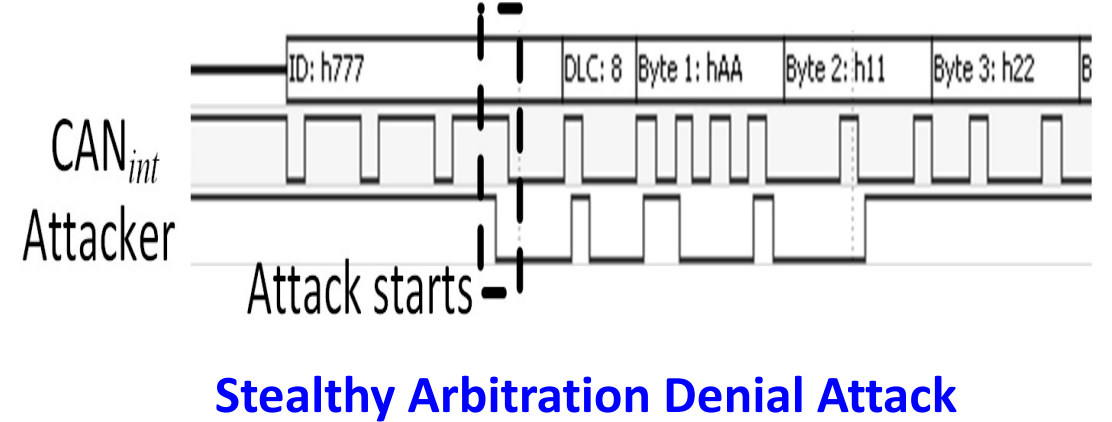 ID: h777 DLC: 8 Byte 1: hAA Byte 2: h11 Byte 3: h22 B
CANint
Attacker
Attack starts
Stealthy Arbitration Denial Attack